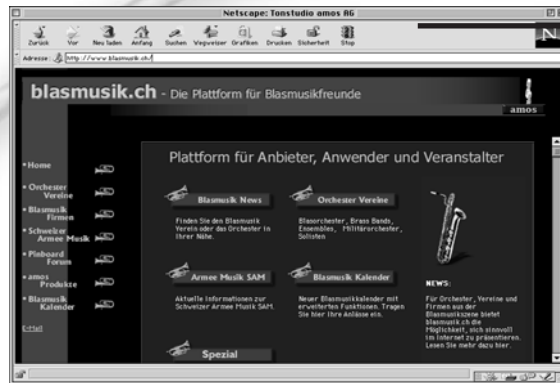 Netscape: Tonstudio amos AG
Zurück Vor Neu laden Anfang Suchen Wegweiser Grafiken Drucken Sicherheit Stop
N
Adresse: http://www.blasmusik.ch/
blasmusik.ch - Die Plattform für Blasmusikfreunde
amos
Home
Orchester
Vereine
Blasmusik
Firmen
Schweizer
Armee Musik
Pinboard
Forum
amos
Produkte
Blasmusik
Kalender
E-Mail
Plattform für Anbieter, Anwender und Veranstalter
Blasmusik News
Finden Sie den Blasmusik
Verein oder das Orchester in
Ihrer Nähe.
Orchester Vereine
Blasorchester, Brass Bands,
Ensembles, Militärorchester,
Solisten
Armee Musik SAM
Aktuelle Informationen zur
Schweizer Armee Musik SAM.
Blasmusik Kalender
Neuer Blasmusikkalender mit
erweiterten Funktionen. Tragen
Sie hier Ihre Anlässe ein.
Spezial
NEWS:
Für Orchester, Vereine und
Firmen aus der
Blasmusikszene bietet
blasmusik.ch die
Möglichkeit, sich sinnvoll
im Internet zu präsentieren.
Lesen Sie mehr dazu hier.